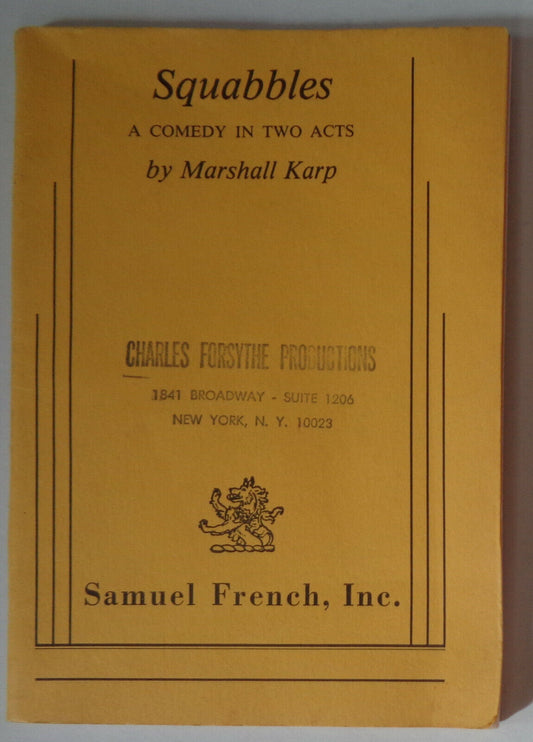 Squabbles
A COMEDY IN TWO ACTS
by Marshall Karp
CHARLES FORSYTHE PRODUCTIONS
1841 BROADWAY - SUITE 1206
NEW YORK, N. Y. 10023
Samuel French, Inc.